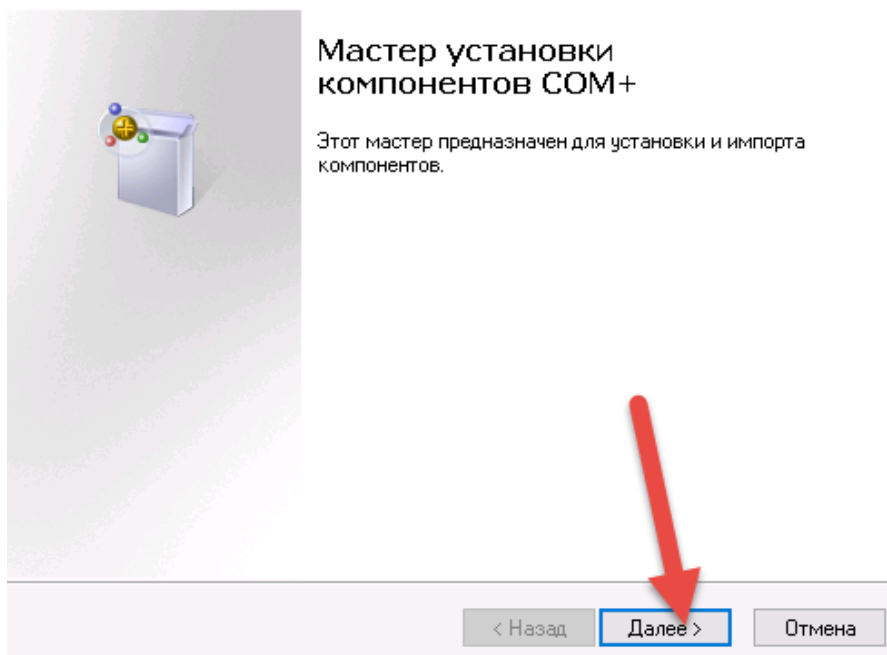 Мастер установки
компонентов COM+
Этот мастер предназначен для установки и импорта
компонентов.
< Назад
Далее >
Отмена